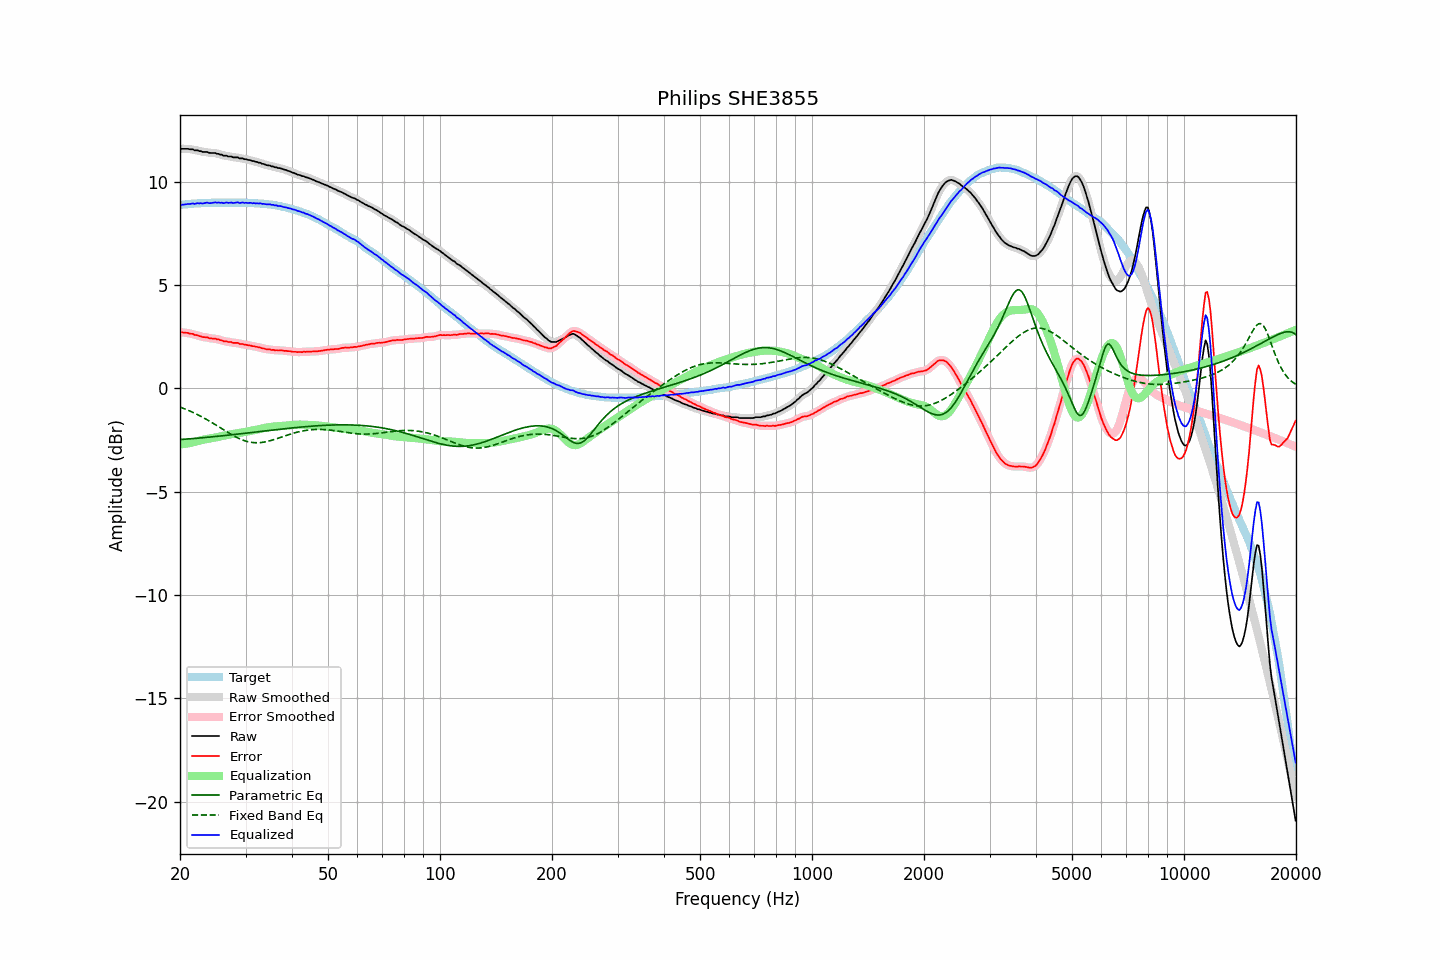 Philips SHE3855
Amplitude (dBr)
10
5
0
−5
−10
−15
−20
Target
Raw Smoothed
Error Smoothed
Raw
Error
Equalization
Parametric Eq
Fixed Band Eq
Equalized
20 50 100 200 500 1000 2000 5000 10000 20000
Frequency (Hz)